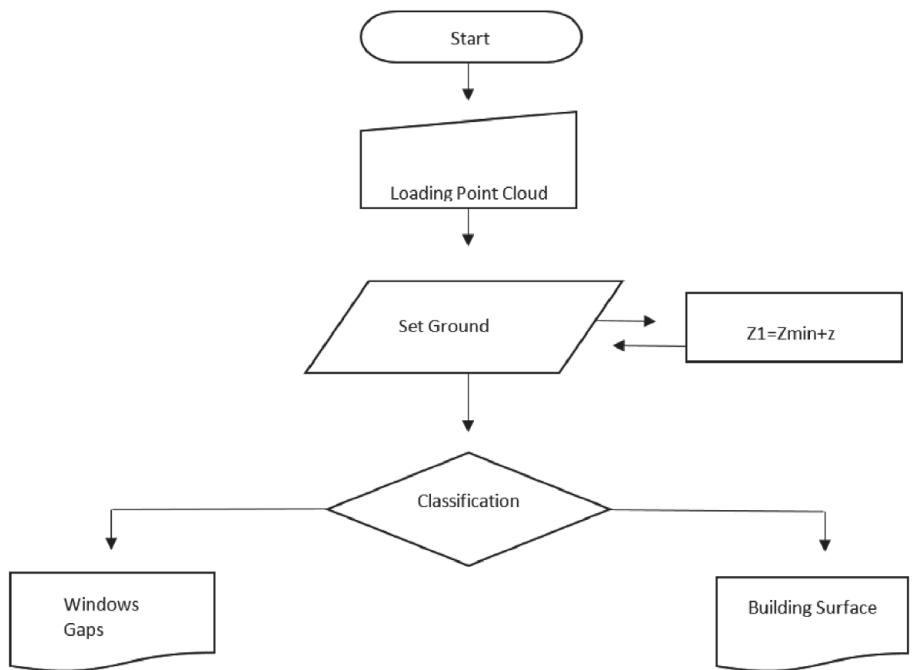 Start
Loading Point Cloud
Set Ground
Z1=Zmin+z
Classification
Windows
Gaps
Building Surface